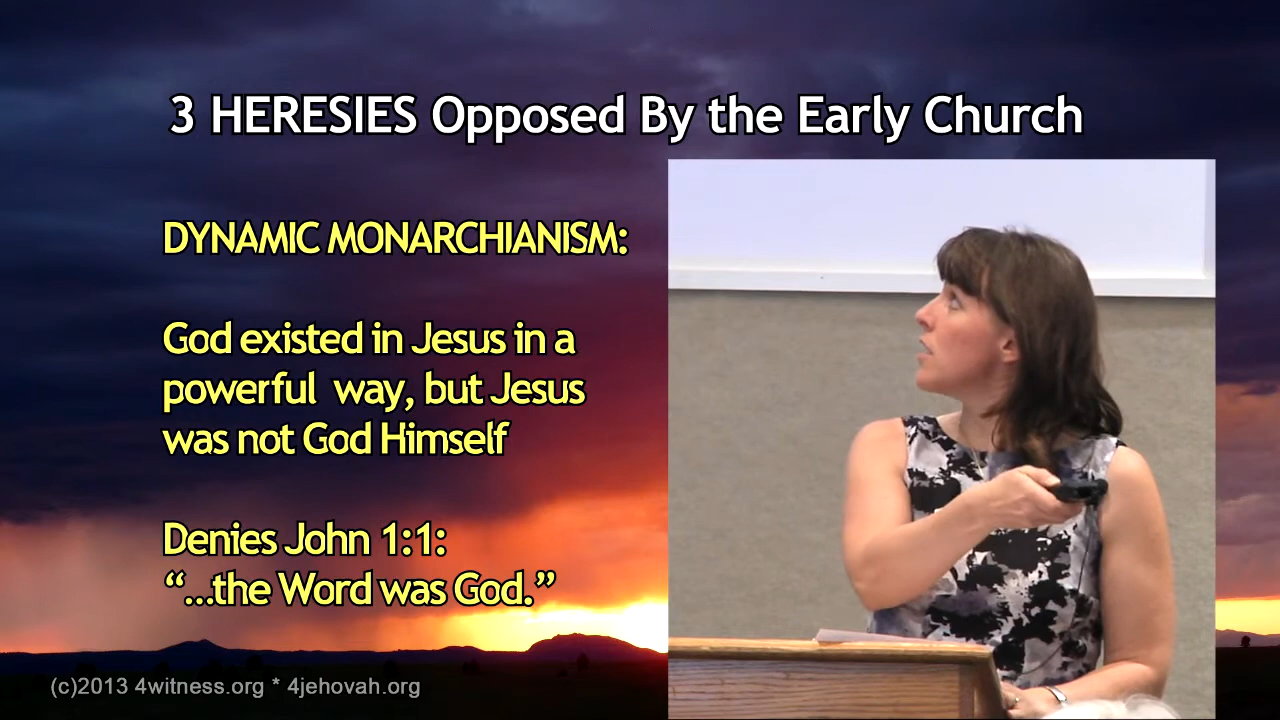 3 HERESIES Opposed By the Early Church
DYNAMIC MONARCHIANISM:
God existed in Jesus in a
powerful  way, but Jesus
was not God Himself
Denies John 1:1:
“...the Word was God.”
(c)2013 4witness.org * 4jehovah.org